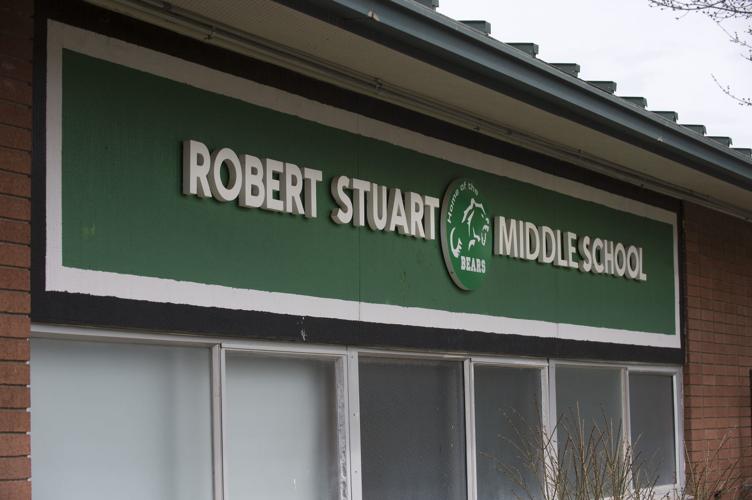 ROBERT STUART MIDDLE SCHOOL
Home of the
BEARS